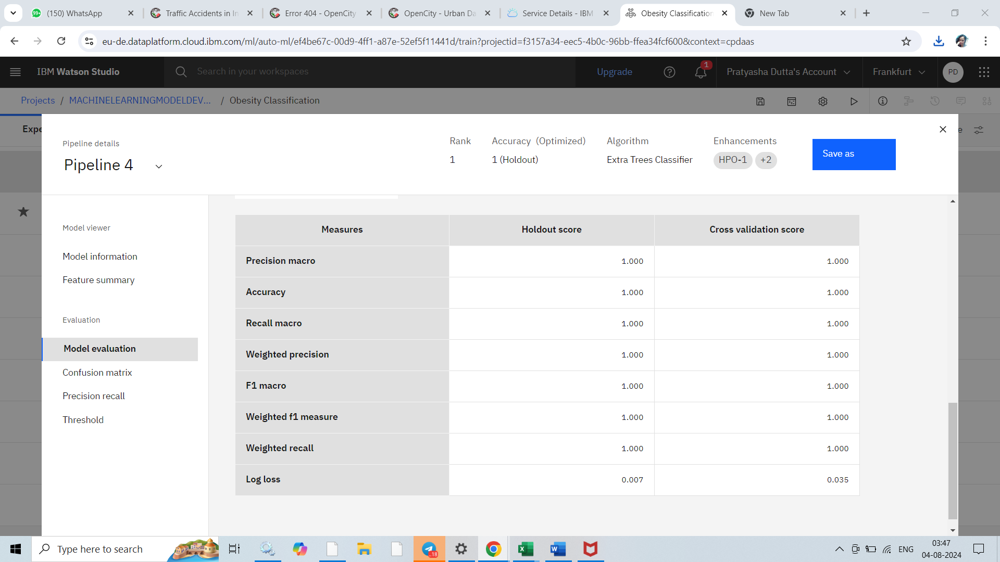 (150) WhatsApp
Traffic Accidents in In
Error 404 - OpenCity
OpenCity - Urban Da
Service Details - IBM
Obesity Classification
New Tab
eu-de.dataplatform.cloud.ibm.com/ml/auto-ml/ef4be67c-00d9-4ff1-a87e-52ef5f11441d/train?projectid=f3157a34-eec5-4b0c-96bb-ffea34fcf600&context=cpdaas
IBM Watson Studio
Search in your workspaces
Upgrade
1
Pratyasha Dutta's Account
Frankfurt
PD
Projects / MACHINELEARNINGMODELDEV... / Obesity Classification
Expe
e
Pipeline details
Pipeline 4
Rank
1
Accuracy (Optimized)
1 (Holdout)
Algorithm
Extra Trees Classifier
Enhancements
HPO-1 +2
Save as
Model viewer
Model information
Feature summary
Evaluation
Model evaluation
Confusion matrix
Precision recall
Threshold
Measures Holdout score Cross validation score
Precision macro 1.000 1.000
Accuracy 1.000 1.000
Recall macro 1.000 1.000
Weighted precision 1.000 1.000
F1 macro 1.000 1.000
Weighted f1 measure 1.000 1.000
Weighted recall 1.000 1.000
Log loss 0.007 0.035
Type here to search
ENG
03:47
04-08-2024